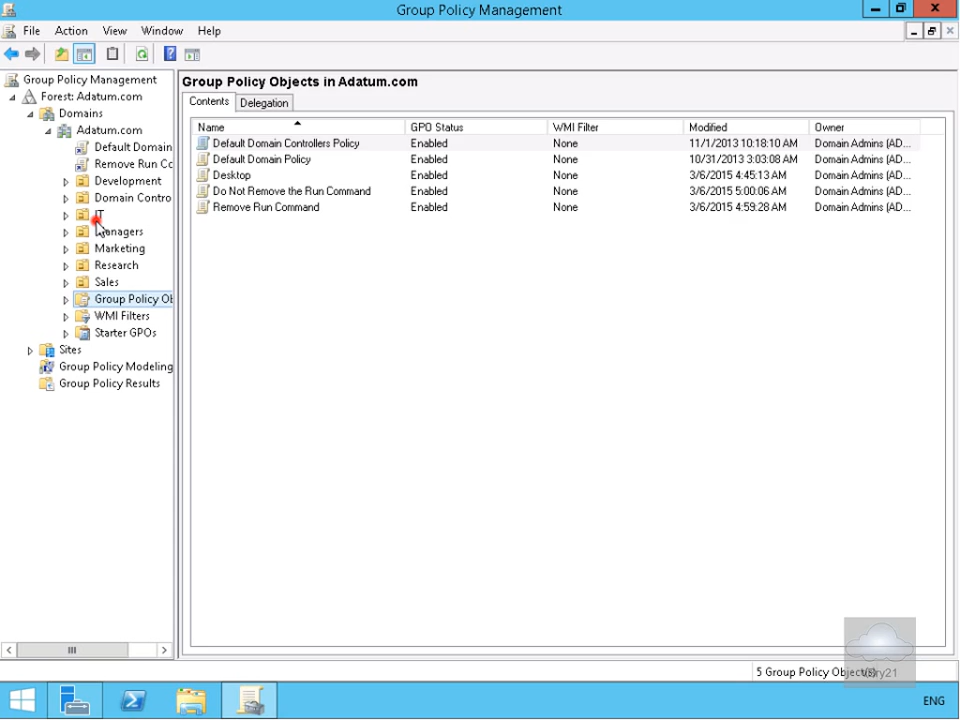 Group Policy Management
File Action View Window Help
Group Policy Management
Forest: Adatum.com
Domains
Adatum.com
Default Domain
Remove Run Cc
Development
Domain Contro
IT
Managers
Marketing
Research
Sales
Group Policy Ob
WMI Filters
Starter GPOs
Sites
Group Policy Modeling
Group Policy Results
Group Policy Objects in Adatum.com
Contents Delegation
Name GPO Status WMI Filter Modified Owner
Default Domain Controllers Policy Enabled None 11/1/2013 10:18:10 AM Domain Admins (AD...
Default Domain Policy Enabled None 10/31/2013 3:03:08 AM Domain Admins (AD...
Desktop Enabled None 3/6/2015 4:45:13 AM Domain Admins (AD...
Do Not Remove the Run Command Enabled None 3/6/2015 5:00:06 AM Domain Admins (AD...
Remove Run Command Enabled None 3/6/2015 4:59:28 AM Domain Admins (AD...
5 Group Policy Object(s)
ENG